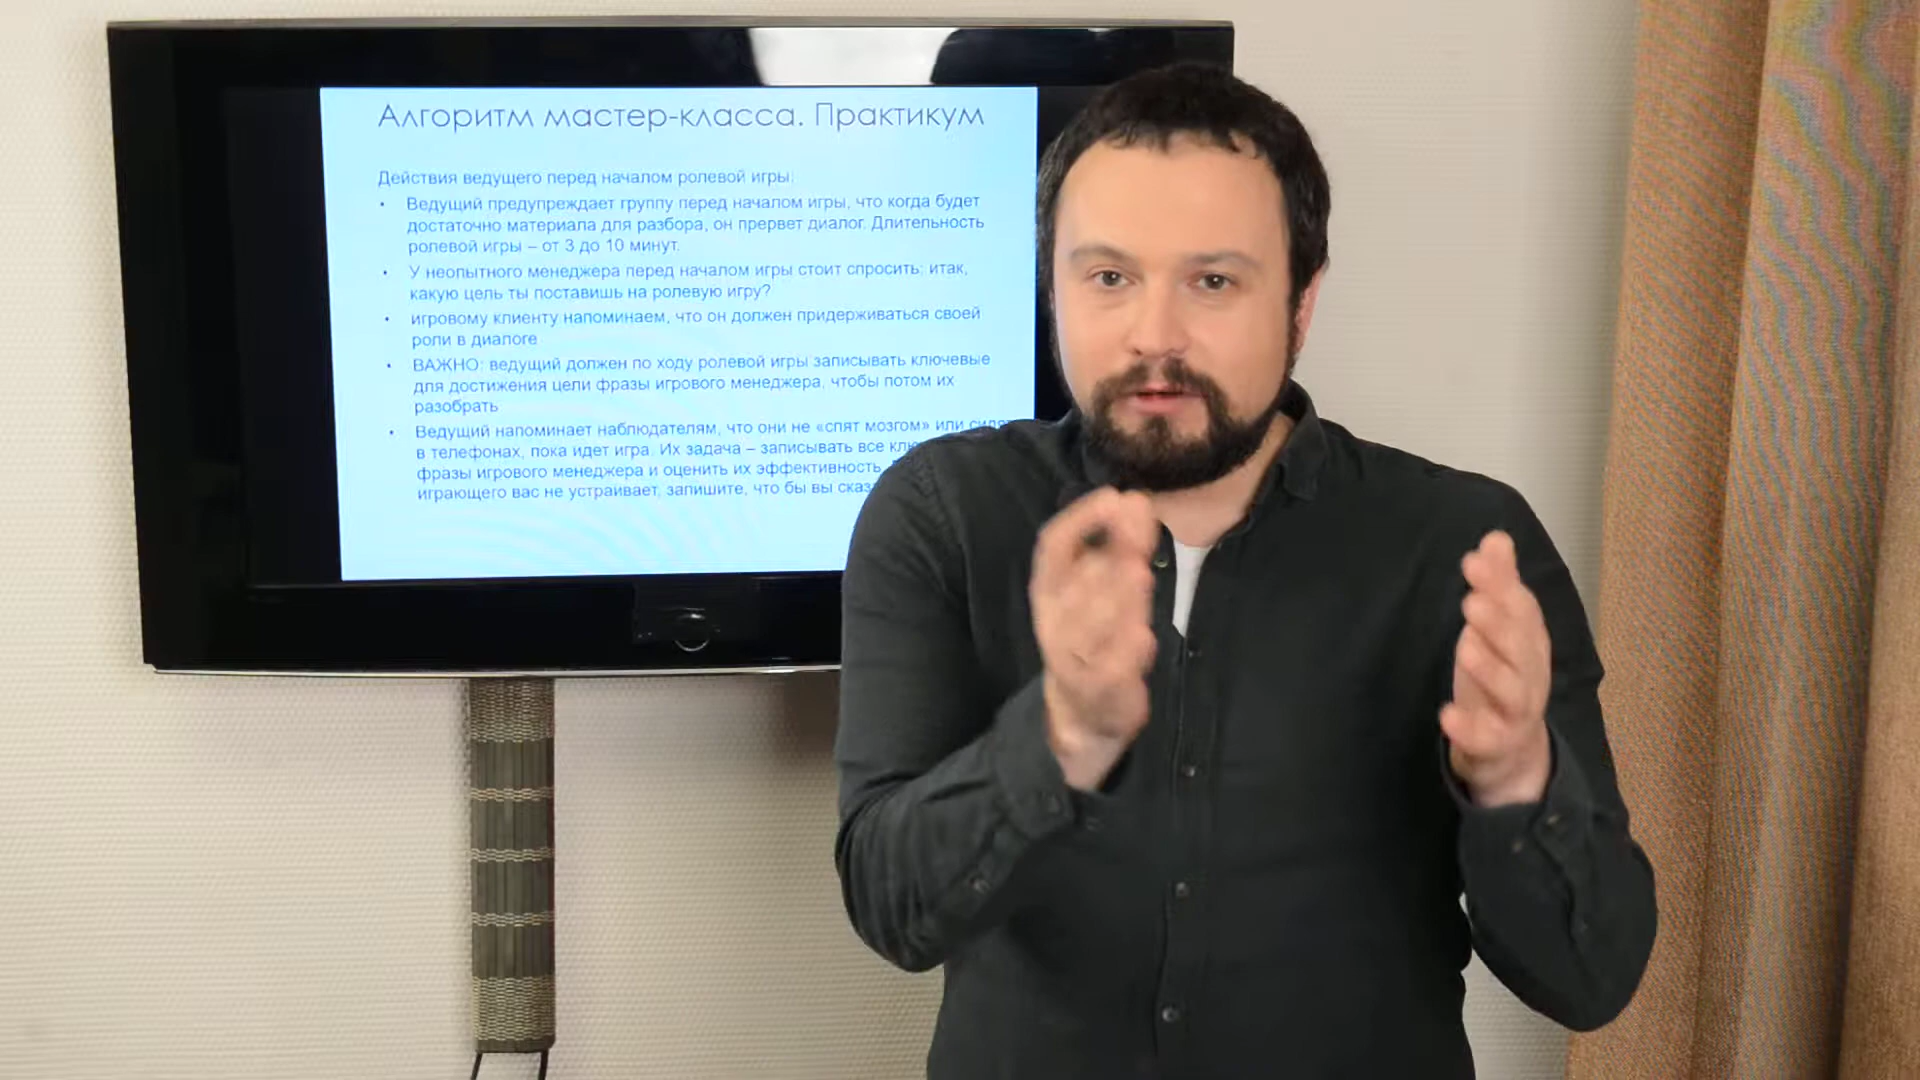 Алгоритм мастер-класса. Практикум
Действия ведущего перед началом ролевой игры:
• Ведущий предупреждает группу перед началом игры, что когда будет
достаточно материала для разбора, он прервет диалог. Длительность
ролевой игры – от 3 до 10 минут.
• У неопытного менеджера перед началом игры стоит спросить: итак,
какую цель ты поставишь на ролевую игру?
• игровому клиенту напоминаем, что он должен придерживаться своей
роли в диалоге
• ВАЖНО: ведущий должен по ходу ролевой игры записывать ключевые
для достижения цели фразы игрового менеджера, чтобы потом их
разобрать
• Ведущий напоминает наблюдателям, что они не «спят мозгом» или
в телефонах, пока идет игра. Их задача – записывать все
фразы игрового менеджера и оценить их эффективность.
играющего вас не устраивает, запишите, что бы вы